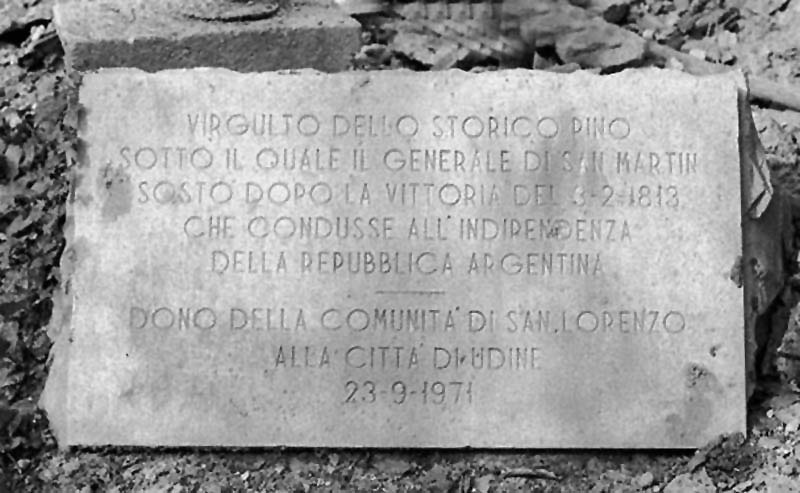 VIRGULTO DELLO STORICO PINO
SOTTO IL QUALE IL GENERALE DI SAN MARTIN
SOSTÒ DOPO LA VITTORIA DEL 3-2-1813
CHE CONDUSSE ALL'INDIPENDENZA
DELLA REPUBBLICA ARGENTINA
DONO DELLA COMUNITÀ DI SAN LORENZO
ALLA CITTÀ DI UDINE
23-9-1971